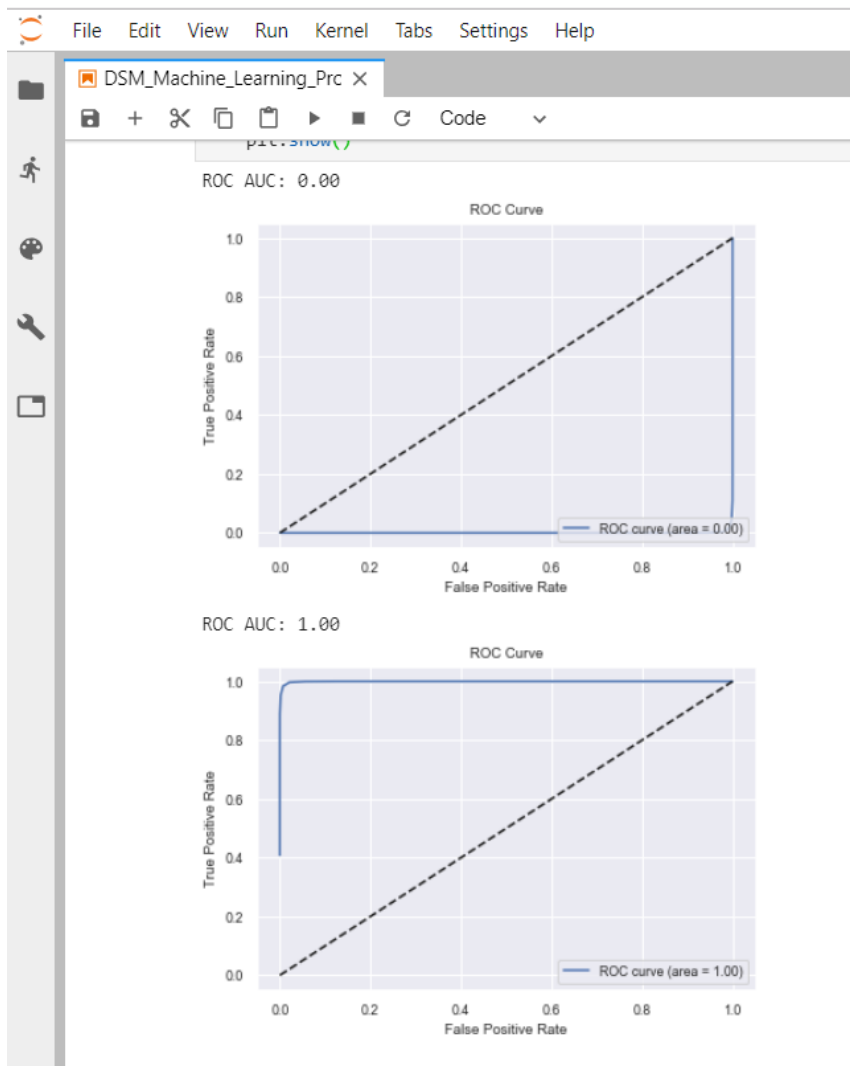 File Edit View Run Kernel Tabs Settings Help
DSM_Machine_Learning_Prc
Code
plt.show()
ROC AUC: 0.00
ROC Curve
1.0
0.8
0.6
0.4
0.2
0.0
True Positive Rate
ROC curve (area = 0.00)
0.0 0.2 0.4 0.6 0.8 1.0
False Positive Rate
ROC AUC: 1.00
ROC Curve
1.0
0.8
0.6
0.4
0.2
0.0
True Positive Rate
ROC curve (area = 1.00)
0.0 0.2 0.4 0.6 0.8 1.0
False Positive Rate